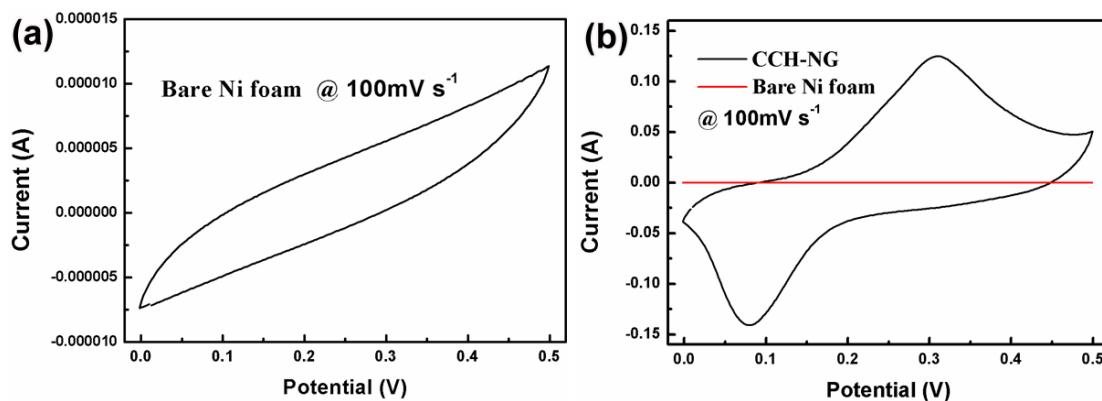 (a)
Bare Ni foam @ 100mV s-1
0.000015
0.000010
0.000005
0.000000
-0.000005
-0.000010
Current (A)
0.0 0.1 0.2 0.3 0.4 0.5
Potential (V)
(b)
CCH-NG
Bare Ni foam
@ 100mV s-1
0.15
0.10
0.05
0.00
-0.05
-0.10
-0.15
Current (A)
0.0 0.1 0.2 0.3 0.4 0.5
Potential (V)